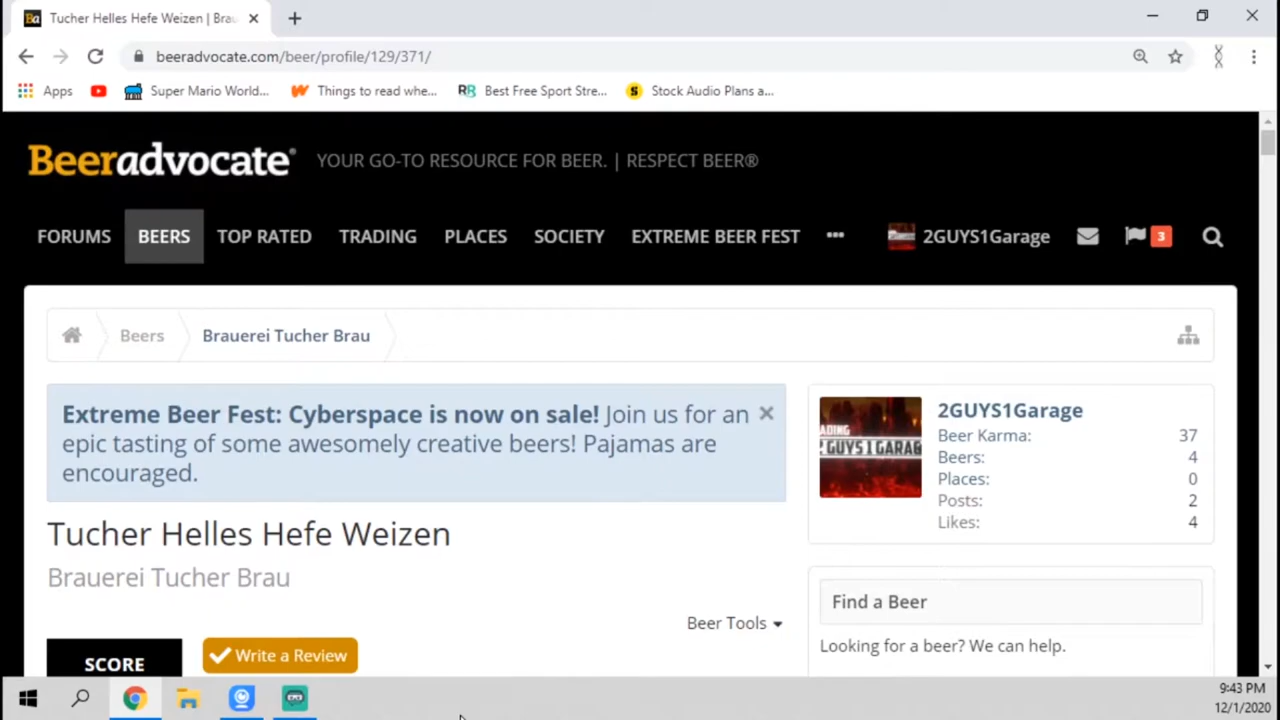 Tucher Helles Hefe Weizen | Brau
beeradvocate.com/beer/profile/129/371/
Apps Super Mario World... Things to read whe... Best Free Sport Stre... Stock Audio Plans a...
Beeradvocate® YOUR GO-TO RESOURCE FOR BEER. | RESPECT BEER®
FORUMS BEERS TOP RATED TRADING PLACES SOCIETY EXTREME BEER FEST ••• 2GUYS1Garage 3
Beers Brauerei Tucher Brau
Extreme Beer Fest: Cyberspace is now on sale! Join us for an
epic tasting of some awesomely creative beers! Pajamas are
encouraged.
Tucher Helles Hefe Weizen
Brauerei Tucher Brau
Beer Tools
SCORE
Write a Review
2GUYS1Garage
Beer Karma: 37
Beers: 4
Places: 0
Posts: 2
Likes: 4
Find a Beer
Looking for a beer? We can help.
9:43 PM
12/1/2020